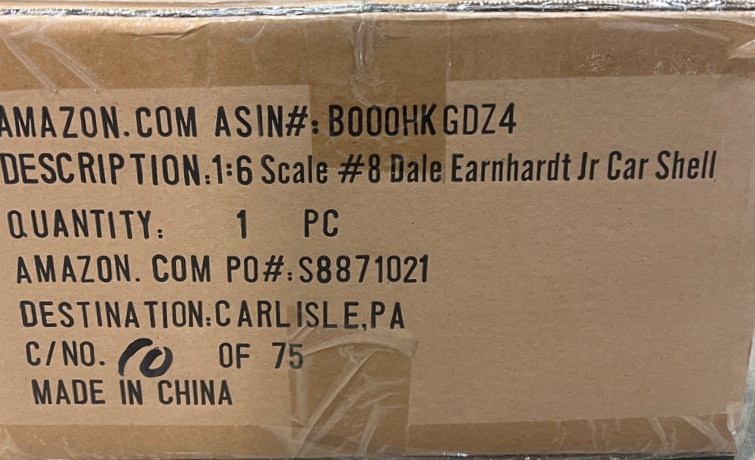 AMAZON.COM ASIN#: B000HKGDZ4
DESCRIPTION:1:6 Scale #8 Dale Earnhardt Jr Car Shell
QUANTITY: 1 PC
AMAZON.COM PO#:S8871021
DESTINATION:CARLISLE,PA
C/NO. 10 OF 75
MADE IN CHINA